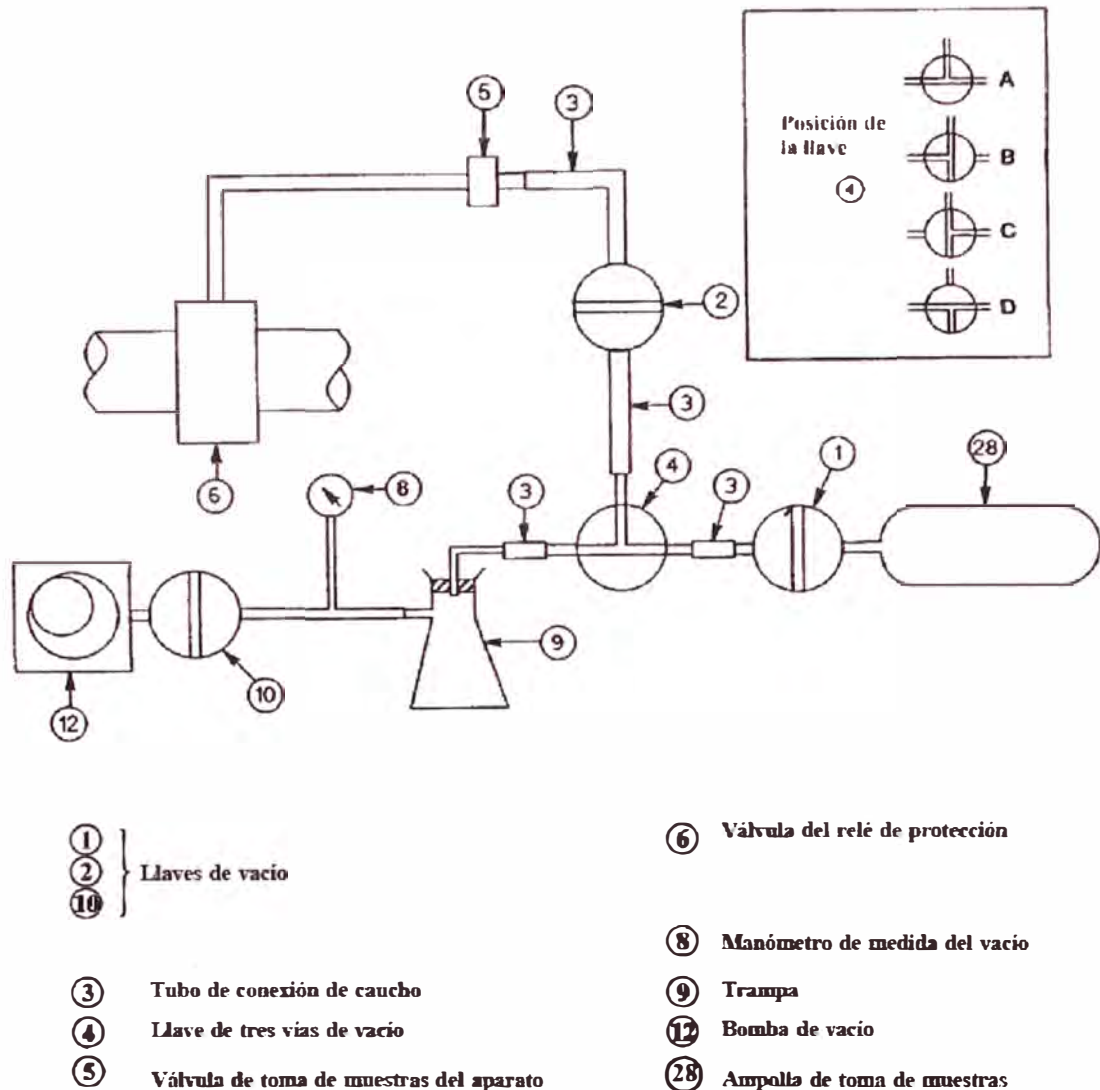 5
3
A
Posición de
la llave
4
B
C
D
2
3
6
8
3
4
3
1
28
9
10
12
1
2
10
Llaves de vacío
6 Válvula del relé de protección
8 Manómetro de medida del vacío
3 Tubo de conexión de caucho
9 Trampa
4 Llave de tres vías de vacío
12 Bomba de vacío
5 Válvula de toma de muestras del aparato
28 Ampolla de toma de muestras